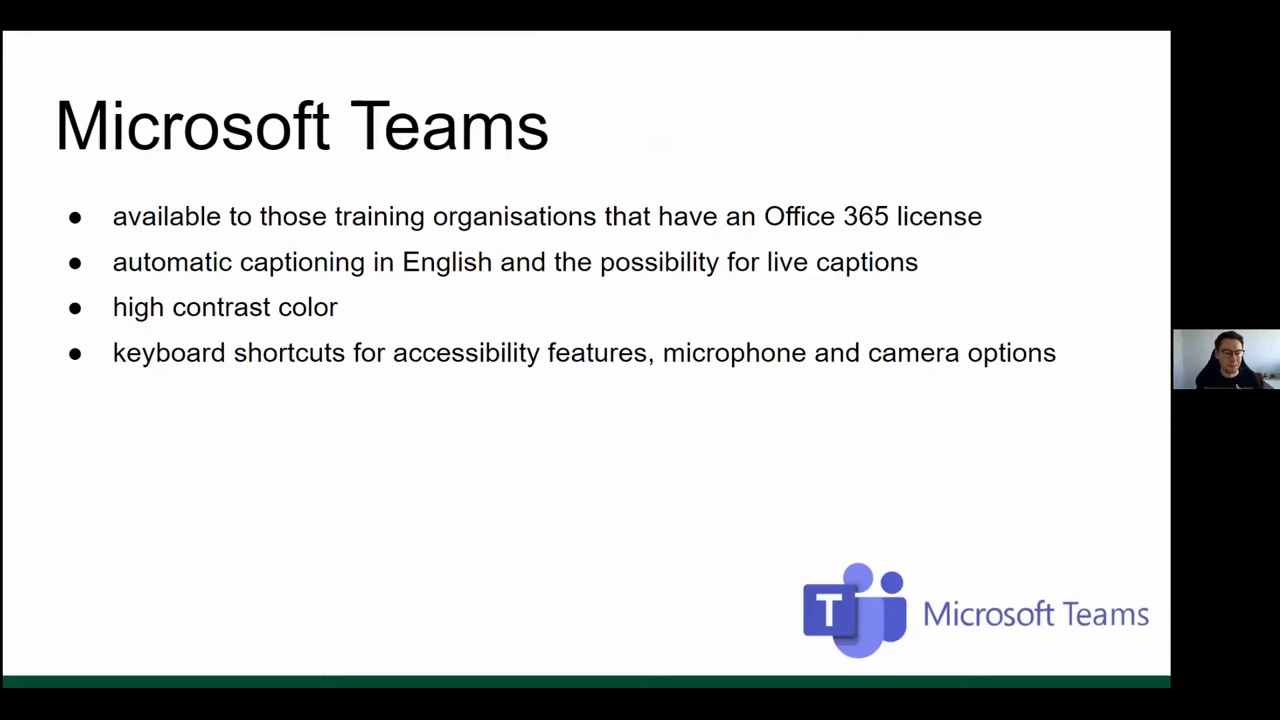 Microsoft Teams
● available to those training organisations that have an Office 365 license
● automatic captioning in English and the possibility for live captions
● high contrast color
● keyboard shortcuts for accessibility features, microphone and camera options
T Microsoft Teams